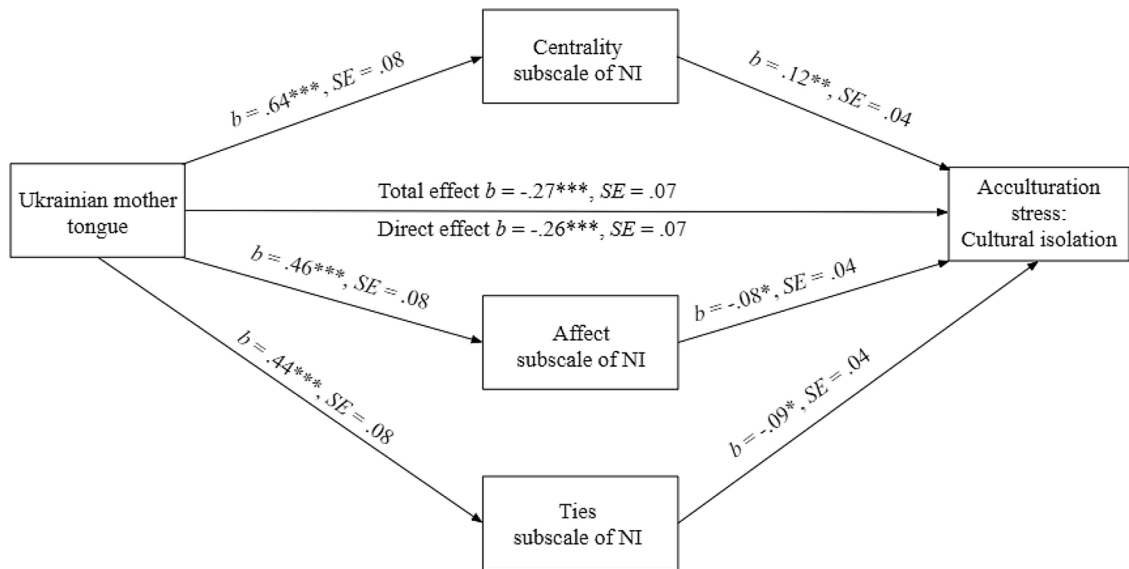 Centrality
subscale of NI
b = .64***, SE = .08
b = .12**, SE = .04
Ukrainian mother
tongue
Total effect b = -.27***, SE = .07
Direct effect b = -.26***, SE = .07
Acculturation
stress:
Cultural isolation
b = .46***, SE = .08
b = -.08*, SE = .04
Affect
subscale of NI
b = .44***, SE = .08
b = -.09*, SE = .04
Ties
subscale of NI